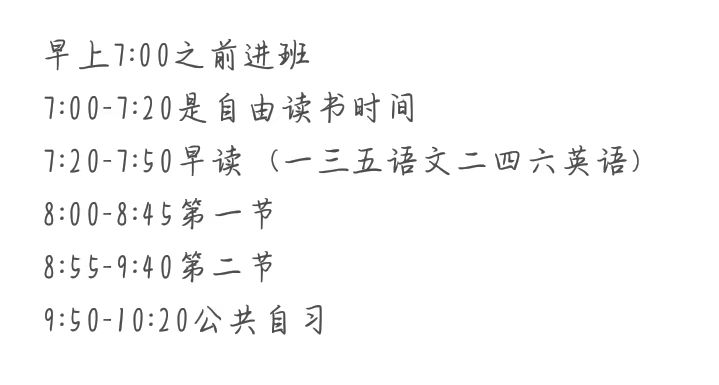 早上7:00之前进班
7:00-7:20是自由读书时间
7:20-7:50早读（一三五语文二四六英语）
8:00-8:45第一节
8:55-9:40第二节
9:50-10:20公共自习